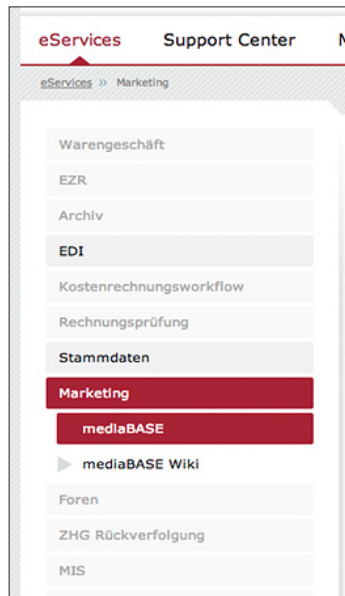 eServices Support Center
eServices » Marketing
Warengeschäft
EZR
Archiv
EDI
Kostenrechnungsworkflow
Rechnungsprüfung
Stammdaten
Marketing
mediaBASE
mediaBASE Wiki
Foren
ZHG Rückverfolgung
MIS